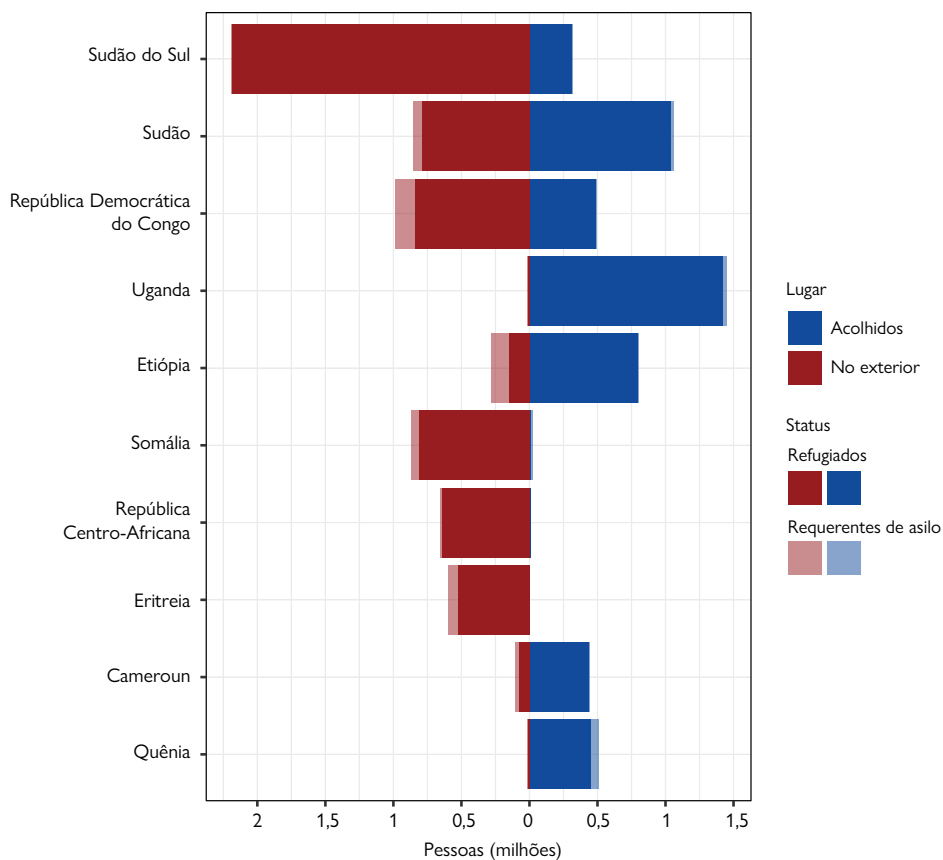 Sudão do Sul
Sudão
República Democrática
do Congo
Uganda
Etiópia
Somália
República
Centro-Africana
Eritreia
Cameroun
Quênia
2
1,5
1
0,5
0
0,5
1
1,5
Pessoas (milhões)
Lugar
Acolhidos
No exterior
Status
Refugiados
Requerentes de asilo